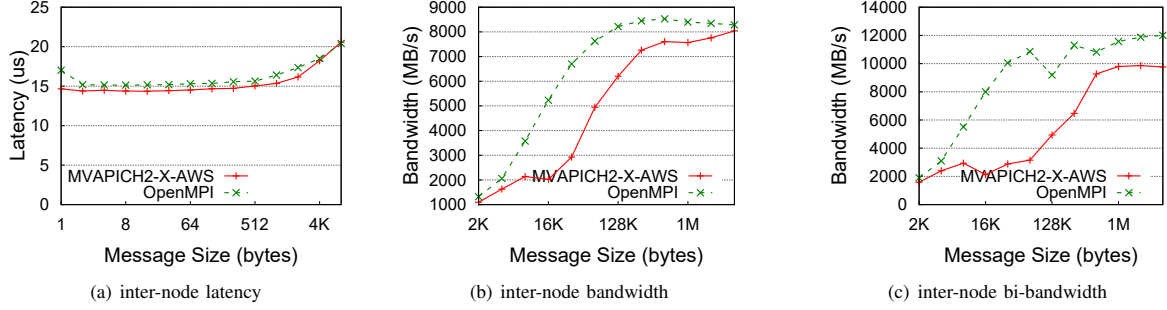 25
20
15
10
5
0
Latency (us)
MVAPICH2-X-AWS
OpenMPI
1 8 64 512 4K
Message Size (bytes)
(a) inter-node latency
9000
8000
7000
6000
5000
4000
3000
2000
1000
Bandwidth (MB/s)
MVAPICH2-X-AWS
OpenMPI
2K 16K 128K 1M
Message Size (bytes)
(b) inter-node bandwidth
14000
12000
10000
8000
6000
4000
2000
0
Bandwidth (MB/s)
MVAPICH2-X-AWS
OpenMPI
2K 16K 128K 1M
Message Size (bytes)
(c) inter-node bi-bandwidth